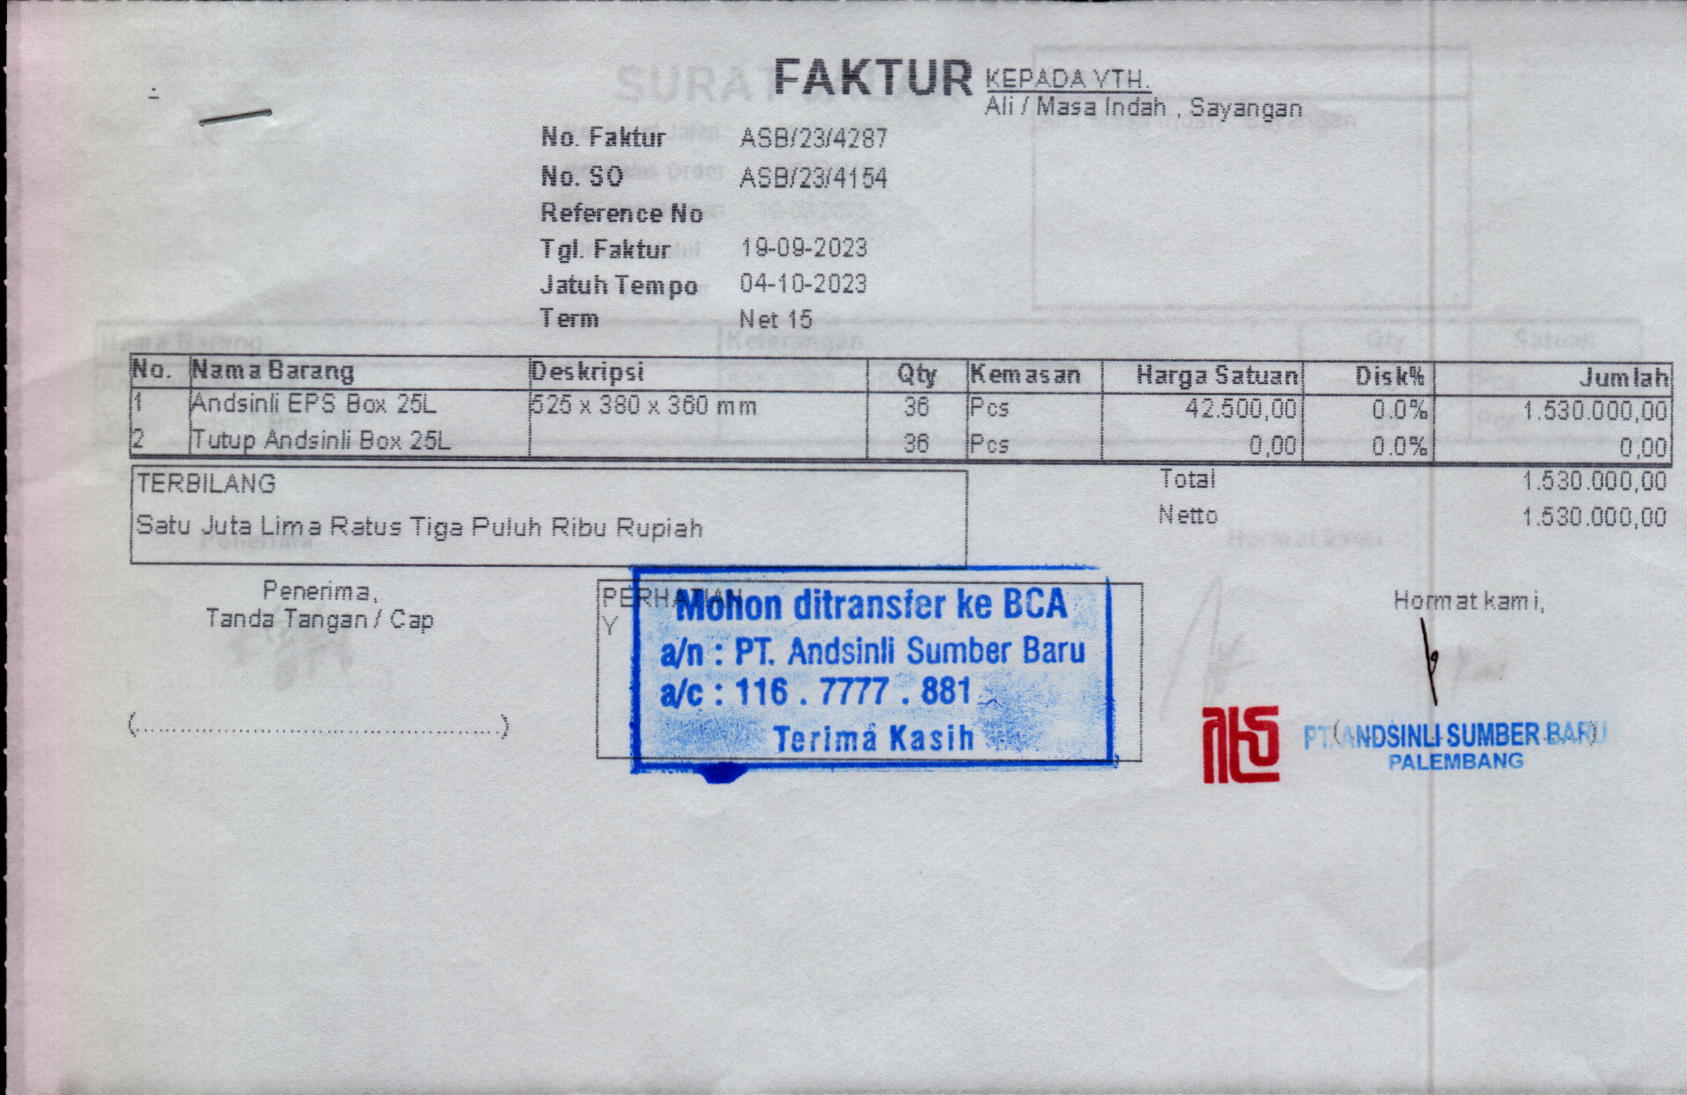 FAKTUR
KEPADA YTH.
Ali / Masa Indah , Sayangan
No. Faktur ASB/23/4287
No. SO ASB/23/4154
Reference No
Tgl. Faktur 19-09-2023
Jatuh Tempo 04-10-2023
Term Net 15
No. Nama Barang Deskripsi Qty Kemasan Harga Satuan Disk% Jumlah
1 Andsinli EPS Box 25L 525 x 380 x 360 mm 36 Pcs 42.500,00 0.0% 1.530.000,00
2 Tutup Andsinli Box 25L 36 Pcs 0,00 0.0% 0,00
TERBILANG
Satu Juta Lima Ratus Tiga Puluh Ribu Rupiah
Total 1.530.000,00
Netto 1.530.000,00
Penerima,
Tanda Tangan / Cap
(..................................................)
PERHATIAN
Y
Mohon ditransfer ke BCA
a/n : PT. Andsinli Sumber Baru
a/c : 116 . 7777 . 881
Terima Kasih
Hormat kami,
PT. ANDSINLI SUMBER BARU
PALEMBANG